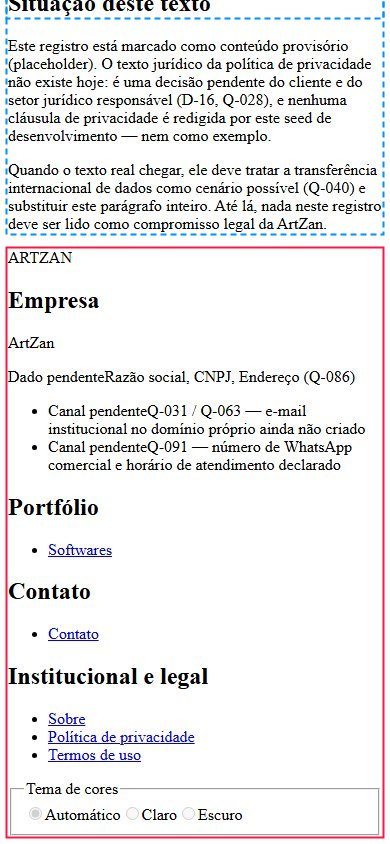 Situação deste texto
Este registro está marcado como conteúdo provisório
(placeholder). O texto jurídico da política de privacidade
não existe hoje: é uma decisão pendente do cliente e do
setor jurídico responsável (D-16, Q-028), e nenhuma
cláusula de privacidade é redigida por este seed de
desenvolvimento — nem como exemplo.
Quando o texto real chegar, ele deve tratar a transferência
internacional de dados como cenário possível (Q-040) e
substituir este parágrafo inteiro. Até lá, nada neste registro
deve ser lido como compromisso legal da ArtZan.
ARTZAN
Empresa
ArtZan
Dado pendenteRazão social, CNPJ, Endereço (Q-086)
Canal pendenteQ-031 / Q-063 — e-mail
institucional no domínio próprio ainda não criado
Canal pendenteQ-091 — número de WhatsApp
comercial e horário de atendimento declarado
Portfólio
Softwares
Contato
Contato
Institucional e legal
Sobre
Política de privacidade
Termos de uso
Tema de cores
Automático Claro Escuro